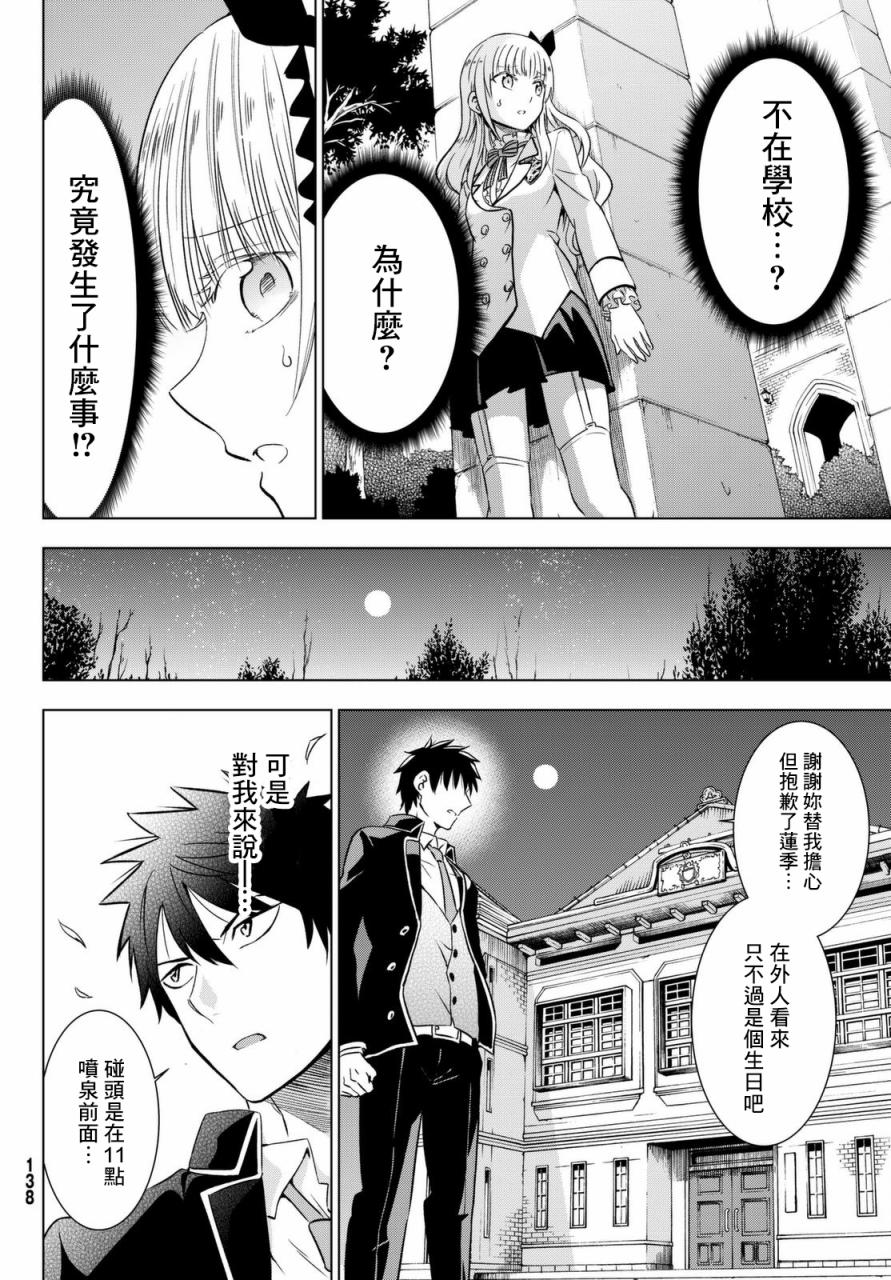 不在學校…?
為什麼?
究竟發生了什麼事!?
謝謝妳替我擔心
但抱歉了蓮季…
在外人看來
只不過是個生日吧
可是
對我來說—…
碰頭是在11點
噴泉前面…
138